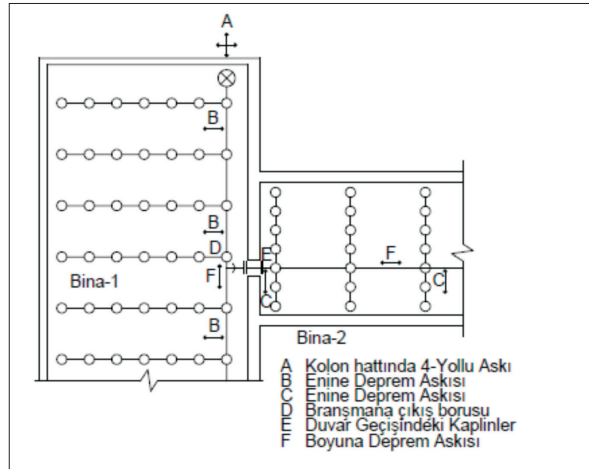 A
B
B
D
E
F
F
Bina-1
C
C
B
Bina-2
A Kolon hattında 4-Yollu Askı
B Enine Deprem Askısı
C Enine Deprem Askısı
D Branşmana çıkış borusu
E Duvar Geçişindeki Kaplinler
F Boyuna Deprem Askısı